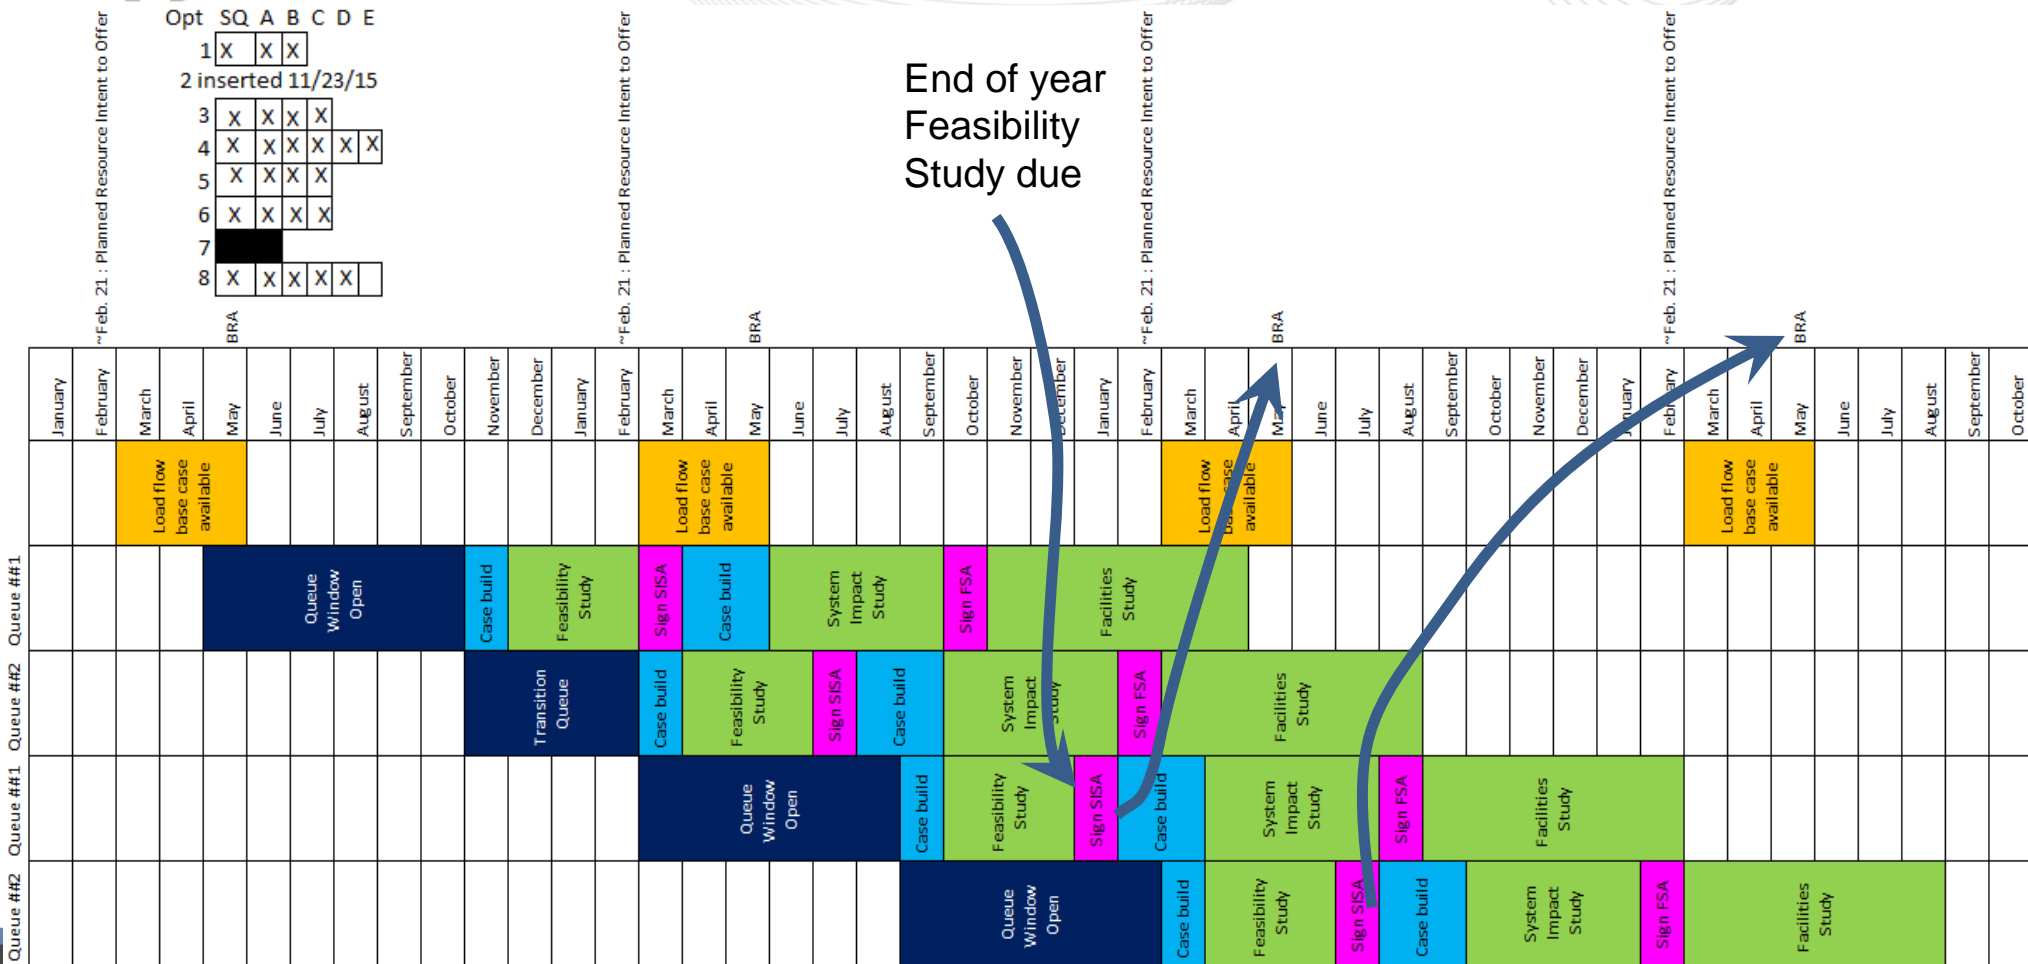 Opt SQ A B C D E
1 X X X
2 inserted 11/23/15
3 X X X X
4 X X X X X X
5 X X X X
6 X X X X
7
8 X X X X X
End of year
Feasibility
Study due
~Feb. 21 : Planned Resource Intent to Offer
BRA
~Feb. 21 : Planned Resource Intent to Offer
BRA
~Feb. 21 : Planned Resource Intent to Offer
BRA
~Feb. 21 : Planned Resource Intent to Offer
BRA
January
February
March
April
May
June
July
August
September
October
November
December
January
February
March
April
May
June
July
August
September
October
November
December
January
February
March
April
May
June
July
August
September
October
November
December
January
February
March
April
May
June
July
August
September
October
Load flow
base case
available
Load flow
base case
available
Load flow
base case
available
Load flow
base case
available
Queue ##1
Queue
Window
Open
Case build
Feasibility
Study
Sign SISA
Case build
System
Impact
Study
Sign FSA
Facilities
Study
Queue ##2
Transition
Queue
Case build
Feasibility
Study
Sign SISA
Case build
System
Impact
Study
Sign FSA
Facilities
Study
Queue ##1
Queue
Window
Open
Case build
Feasibility
Study
Sign SISA
Case build
System
Impact
Study
Sign FSA
Facilities
Study
Queue ##2
Queue
Window
Open
Case build
Feasibility
Study
Sign SISA
Case build
System
Impact
Study
Sign FSA
Facilities
Study